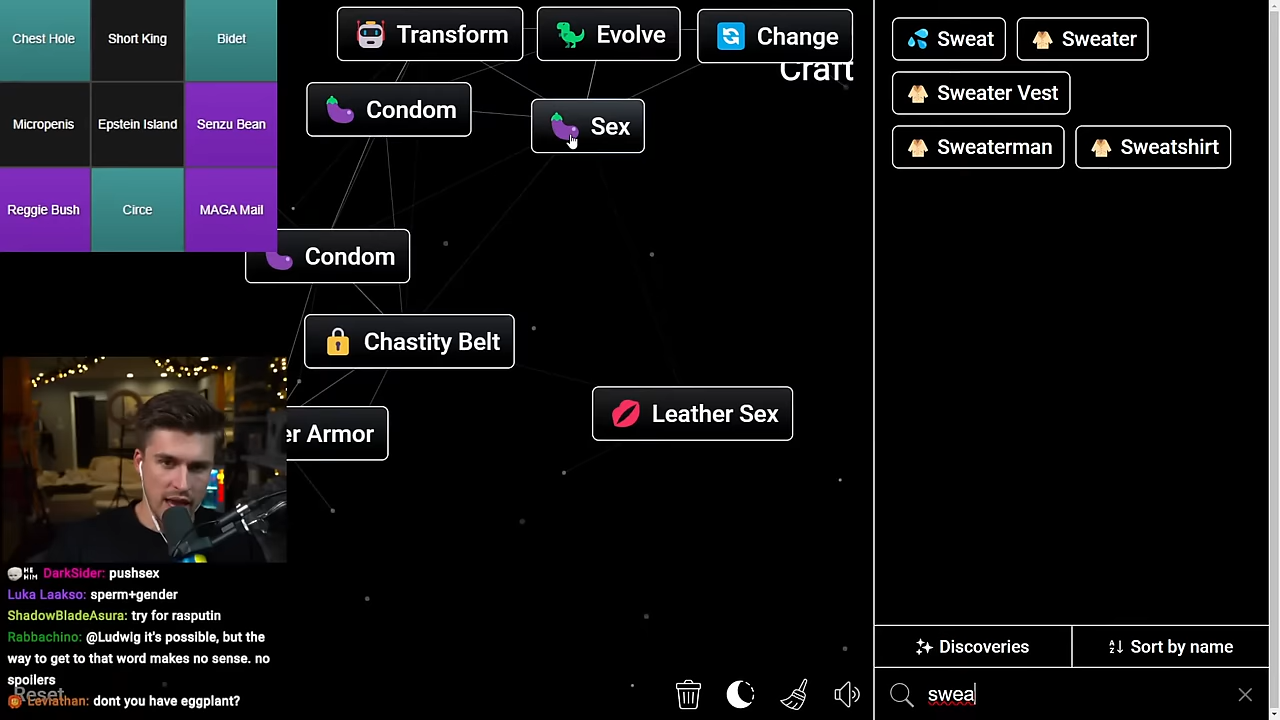 Chest Hole
Short King
Bidet
Micropenis
Epstein Island
Senzu Bean
Reggie Bush
Circe
MAGA Mail
Transform
Evolve
Change
Craft
Condom
Sex
Condom
Chastity Belt
er Armor
Leather Sex
Sweat
Sweater
Sweater Vest
Sweaterman
Sweatshirt
HE HIM DarkSider: pushsex
Luka Laakso: sperm+gender
ShadowBladeAsura: try for rasputin
Rabbachino: @Ludwig it's possible, but the
way to get to that word makes no sense. no
spoilers
Leviathan: dont you have eggplant?
Reset
Discoveries
Sort by name
swea